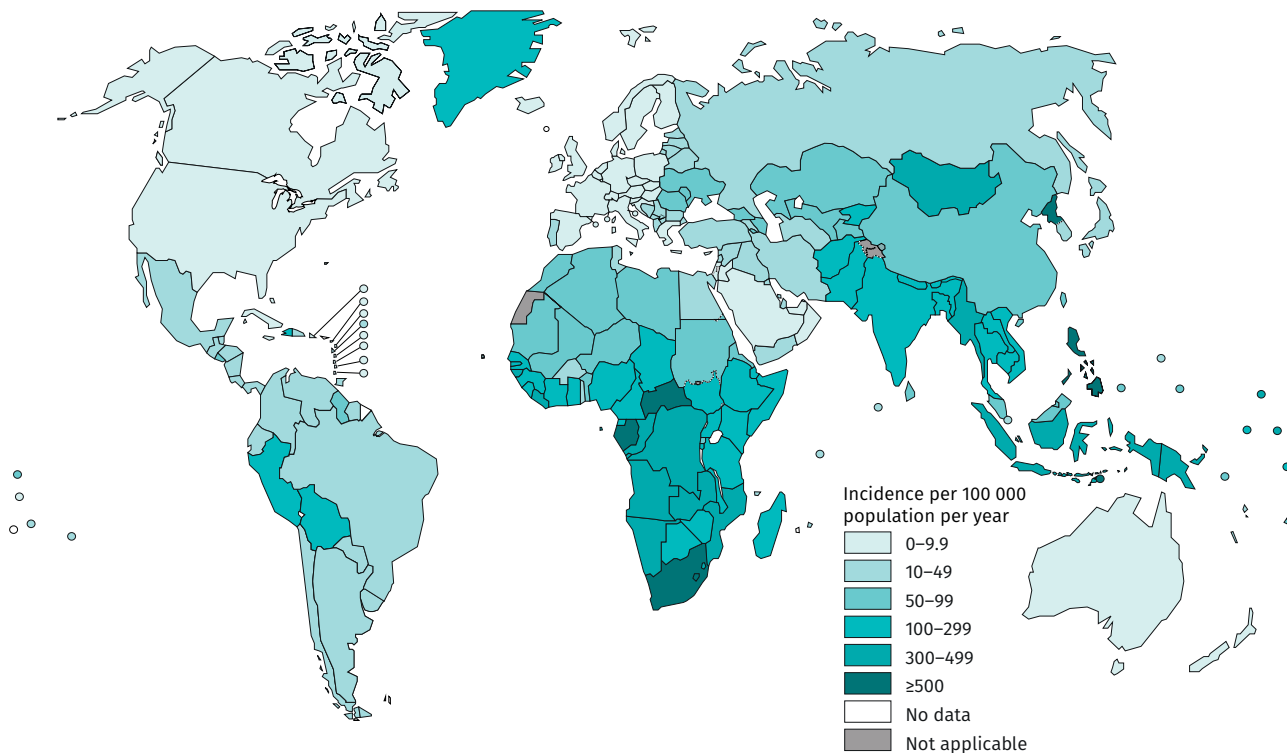 Incidence per 100 000
population per year
0–9.9
10–49
50–99
100–299
300–499
≥500
No data
Not applicable